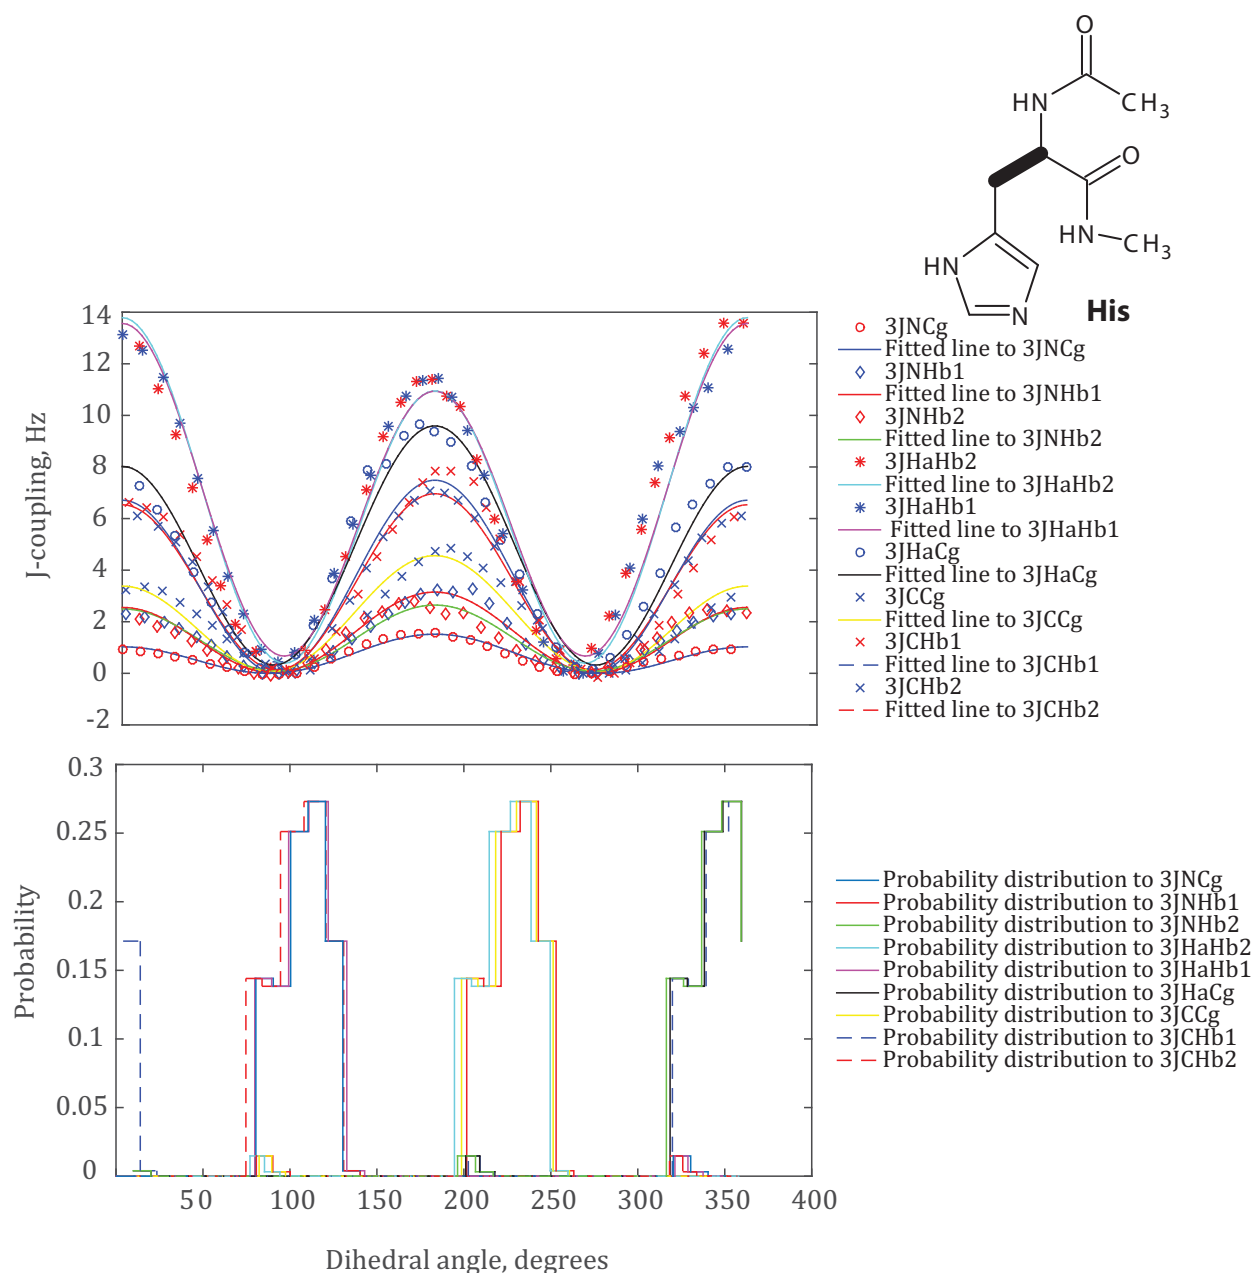 O
HN
CH3
O
HN
CH3
HN
N
His
14
12
10
8
6
4
2
0
-2
J-coupling, Hz
3JNCg
Fitted line to 3JNCg
3JNHb1
Fitted line to 3JNHb1
3JNHb2
Fitted line to 3JNHb2
3JHaHb2
Fitted line to 3JHaHb2
3JHaHb1
Fitted line to 3JHaHb1
3JHaCg
Fitted line to 3JHaCg
3JCCg
Fitted line to 3JCCg
3JCHb1
Fitted line to 3JCHb1
3JCHb2
Fitted line to 3JCHb2
0.3
0.25
0.2
0.15
0.1
0.05
0
Probability
50 100 150 200 250 300 350 400
Dihedral angle, degrees
Probability distribution to 3JNCg
Probability distribution to 3JNHb1
Probability distribution to 3JNHb2
Probability distribution to 3JHaHb2
Probability distribution to 3JHaHb1
Probability distribution to 3JHaCg
Probability distribution to 3JCCg
Probability distribution to 3JCHb1
Probability distribution to 3JCHb2